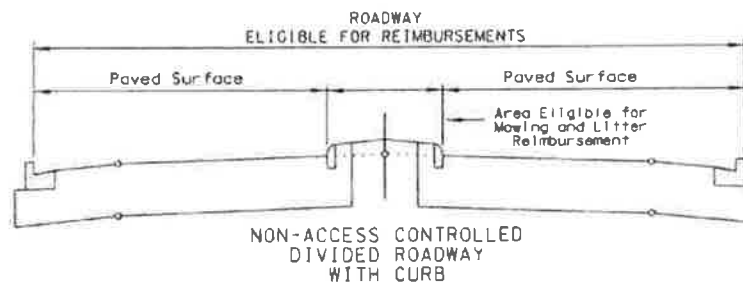 ROADWAY
ELIGIBLE FOR REIMBURSEMENTS
Paved Surface
Paved Surface
Area Eligible for
Mowing and Litter
Reimbursement
NON-ACCESS CONTROLLED
DIVIDED ROADWAY
WITH CURB